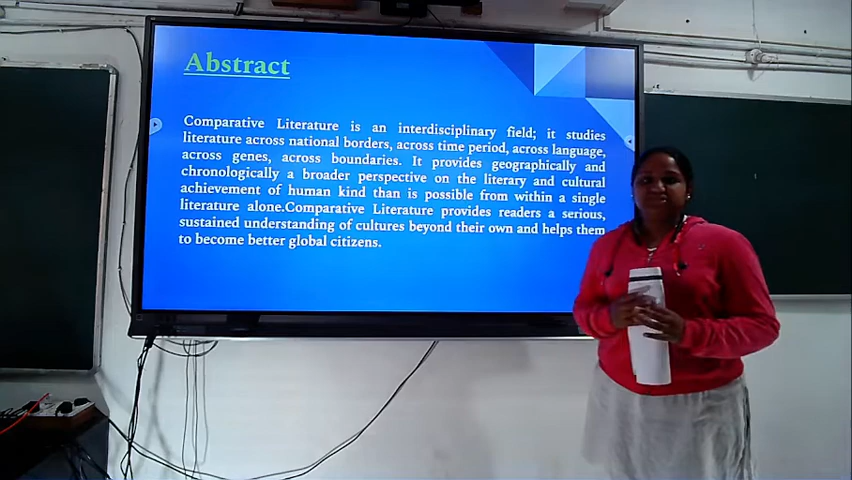 Abstract
Comparative Literature is an interdisciplinary field; it studies
literature across national borders, across time period, across language,
across genes, across boundaries. It provides geographically and
chronologically a broader perspective on the literary and cultural
achievement of human kind than is possible from within a single
literature alone.Comparative Literature provides readers a serious,
sustained understanding of cultures beyond their own and helps them
to become better global citizens.